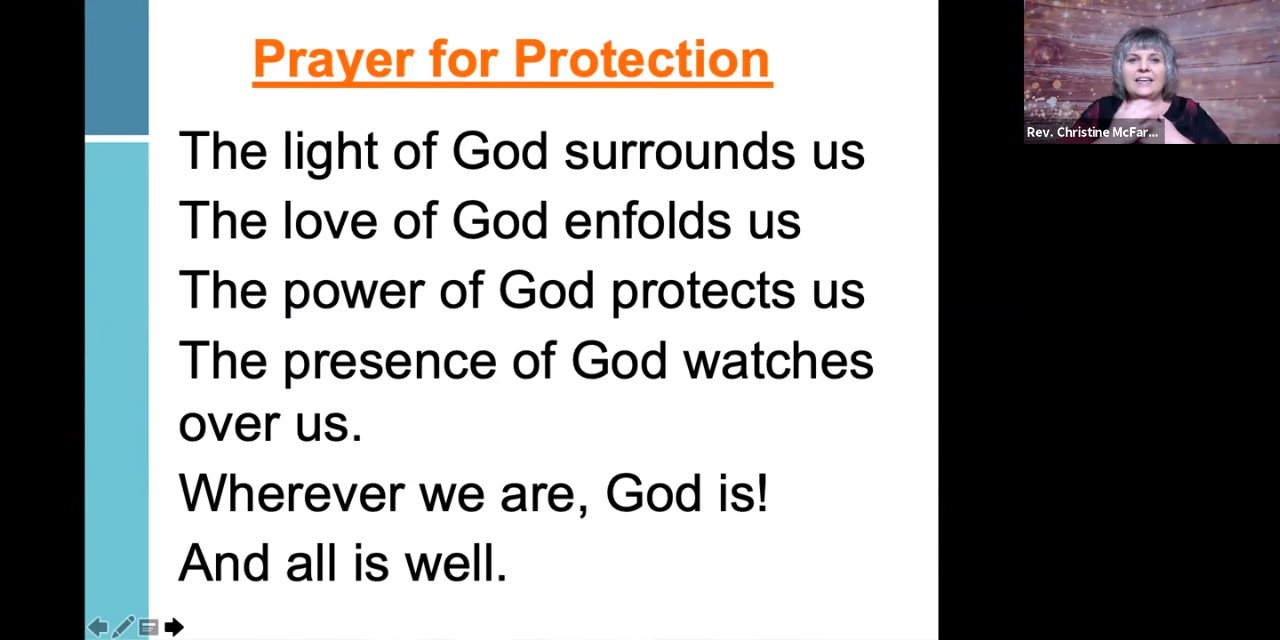 Prayer for Protection
The light of God surrounds us
The love of God enfolds us
The power of God protects us
The presence of God watches
over us.
Wherever we are, God is!
And all is well.
Rev. Christine McFar...